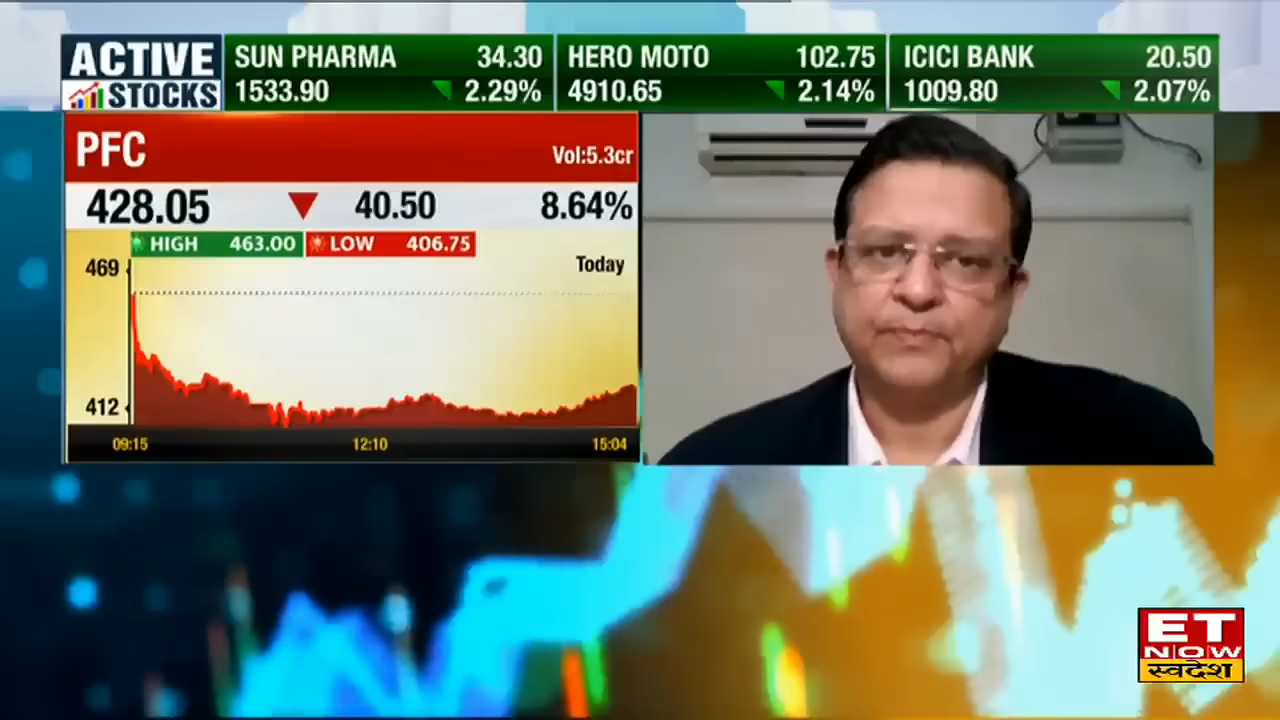 ACTIVE STOCKS
SUN PHARMA 34.30
1533.90 2.29%
HERO MOTO 102.75
4910.65 2.14%
ICICI BANK 20.50
1009.80 2.07%
PFC Vol:5.3cr
428.05 40.50 8.64%
HIGH 463.00 LOW 406.75
Today
469
412
09:15 12:10 15:04
ET
NOW
स्वदेश